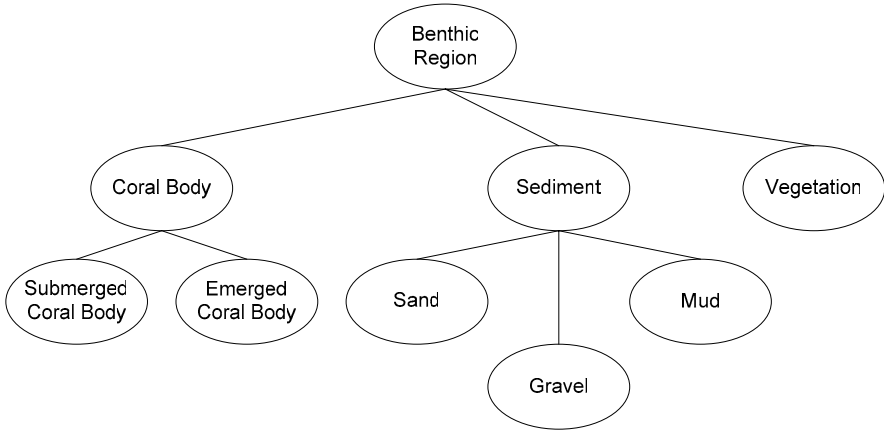 Benthic
Region
Coral Body
Sediment
Vegetation
Submerged
Coral Body
Emerged
Coral Body
Sand
Mud
Gravel